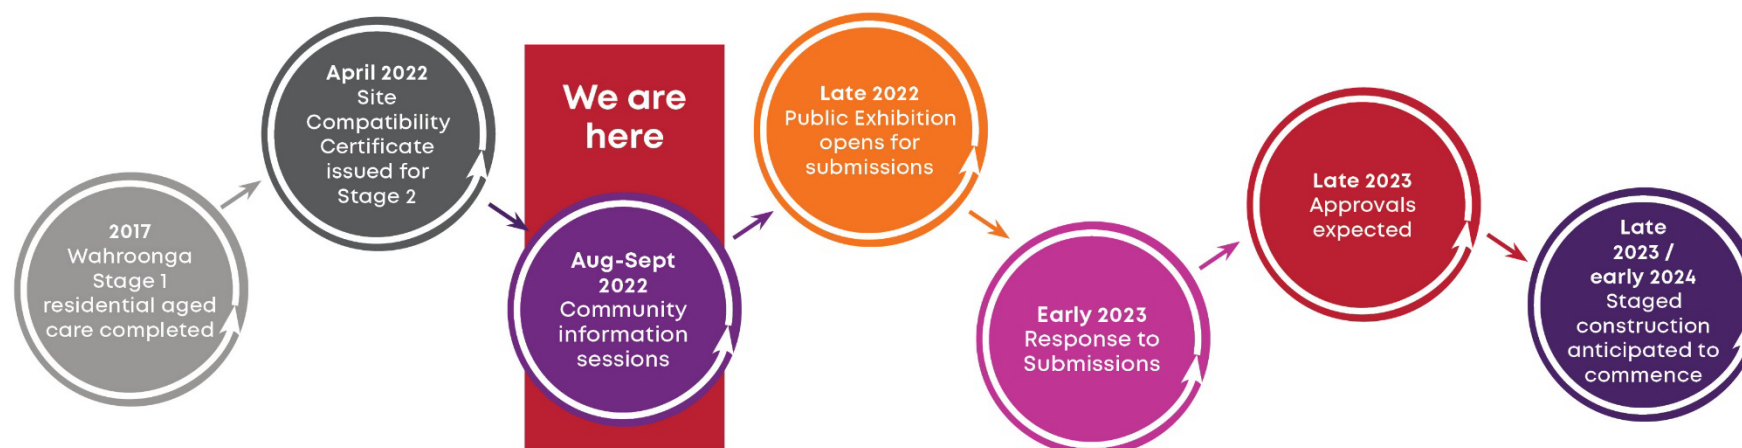 2017
Wahroonga
Stage 1
residential aged
care completed
April 2022
Site
Compatibility
Certificate
issued for
Stage 2
We are
here
Aug-Sept
2022
Community
information
sessions
Late 2022
Public Exhibition
opens for
submissions
Early 2023
Response to
Submissions
Late 2023
Approvals
expected
Late
2023 /
early 2024
Staged
construction
anticipated to
commence